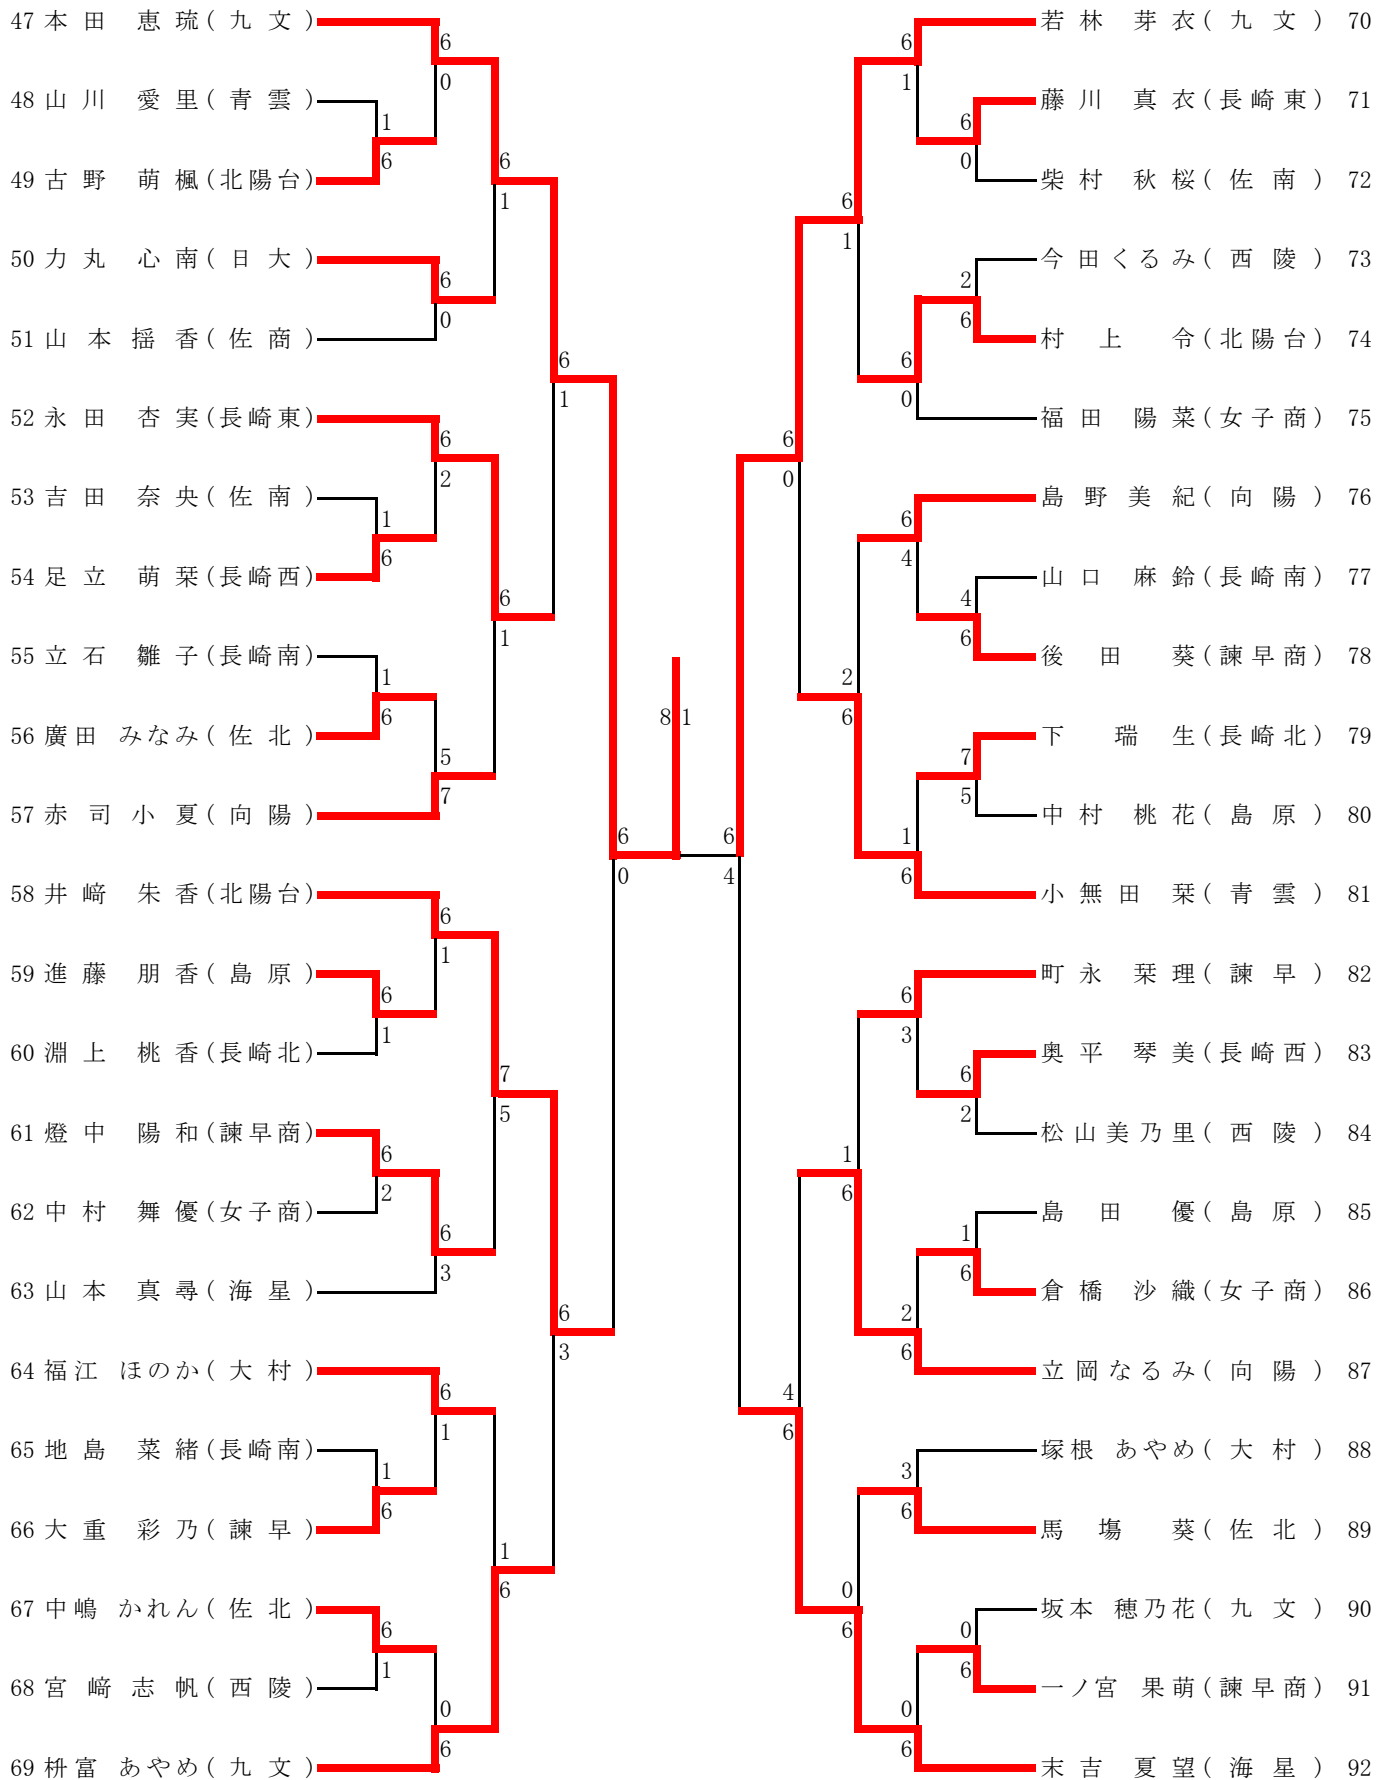 47 本田 恵琉(九文)
48 山川 愛里(青雲)
49 古野 萌楓(北陽台)
50 力丸 心南(日大)
51 山本 揺香(佐商)
52 永田 杏実(長崎東)
53 吉田 奈央(佐南)
54 足立 萌栞(長崎西)
55 立石 雛子(長崎南)
56 廣田 みなみ(佐北)
57 赤司 小夏(向陽)
58 井﨑 朱香(北陽台)
59 進藤 朋香(島原)
60 淵上 桃香(長崎北)
61 燈中 陽和(諫早商)
62 中村 舞優(女子商)
63 山本 真尋(海星)
64 福江 ほのか(大村)
65 地島 菜緒(長崎南)
66 大重 彩乃(諫早)
67 中嶋 かれん(佐北)
68 宮﨑 志帆(西陵)
69 枡富 あやめ(九文)
6
0
1
6
6
1
6
0
6
1
6
2
1
6
6
1
1
6
5
7
6
0
6
1
6
1
7
5
6
2
6
3
6
3
6
1
1
6
1
6
6
1
0
6
8 1
6
4
6
1
6
0
6
1
2
6
6
0
6
0
6
4
4
6
2
6
7
5
1
6
6
3
6
2
1
6
1
6
2
6
4
6
3
6
0
6
0
6
0
6
若林 芽衣(九文) 70
藤川 真衣(長崎東) 71
柴村 秋桜(佐南) 72
今田くるみ(西陵) 73
村上 令(北陽台) 74
福田 陽菜(女子商) 75
島野美紀(向陽) 76
山口 麻鈴(長崎南) 77
後田 葵(諫早商) 78
下 瑞生(長崎北) 79
中村 桃花(島原) 80
小無田 栞(青雲) 81
町永 栞理(諫早) 82
奥平 琴美(長崎西) 83
松山美乃里(西陵) 84
島田 優(島原) 85
倉橋 沙織(女子商) 86
立岡なるみ(向陽) 87
塚根 あやめ(大村) 88
馬塲 葵(佐北) 89
坂本 穂乃花(九文) 90
一ノ宮 果萌(諫早商) 91
末吉 夏望(海星) 92